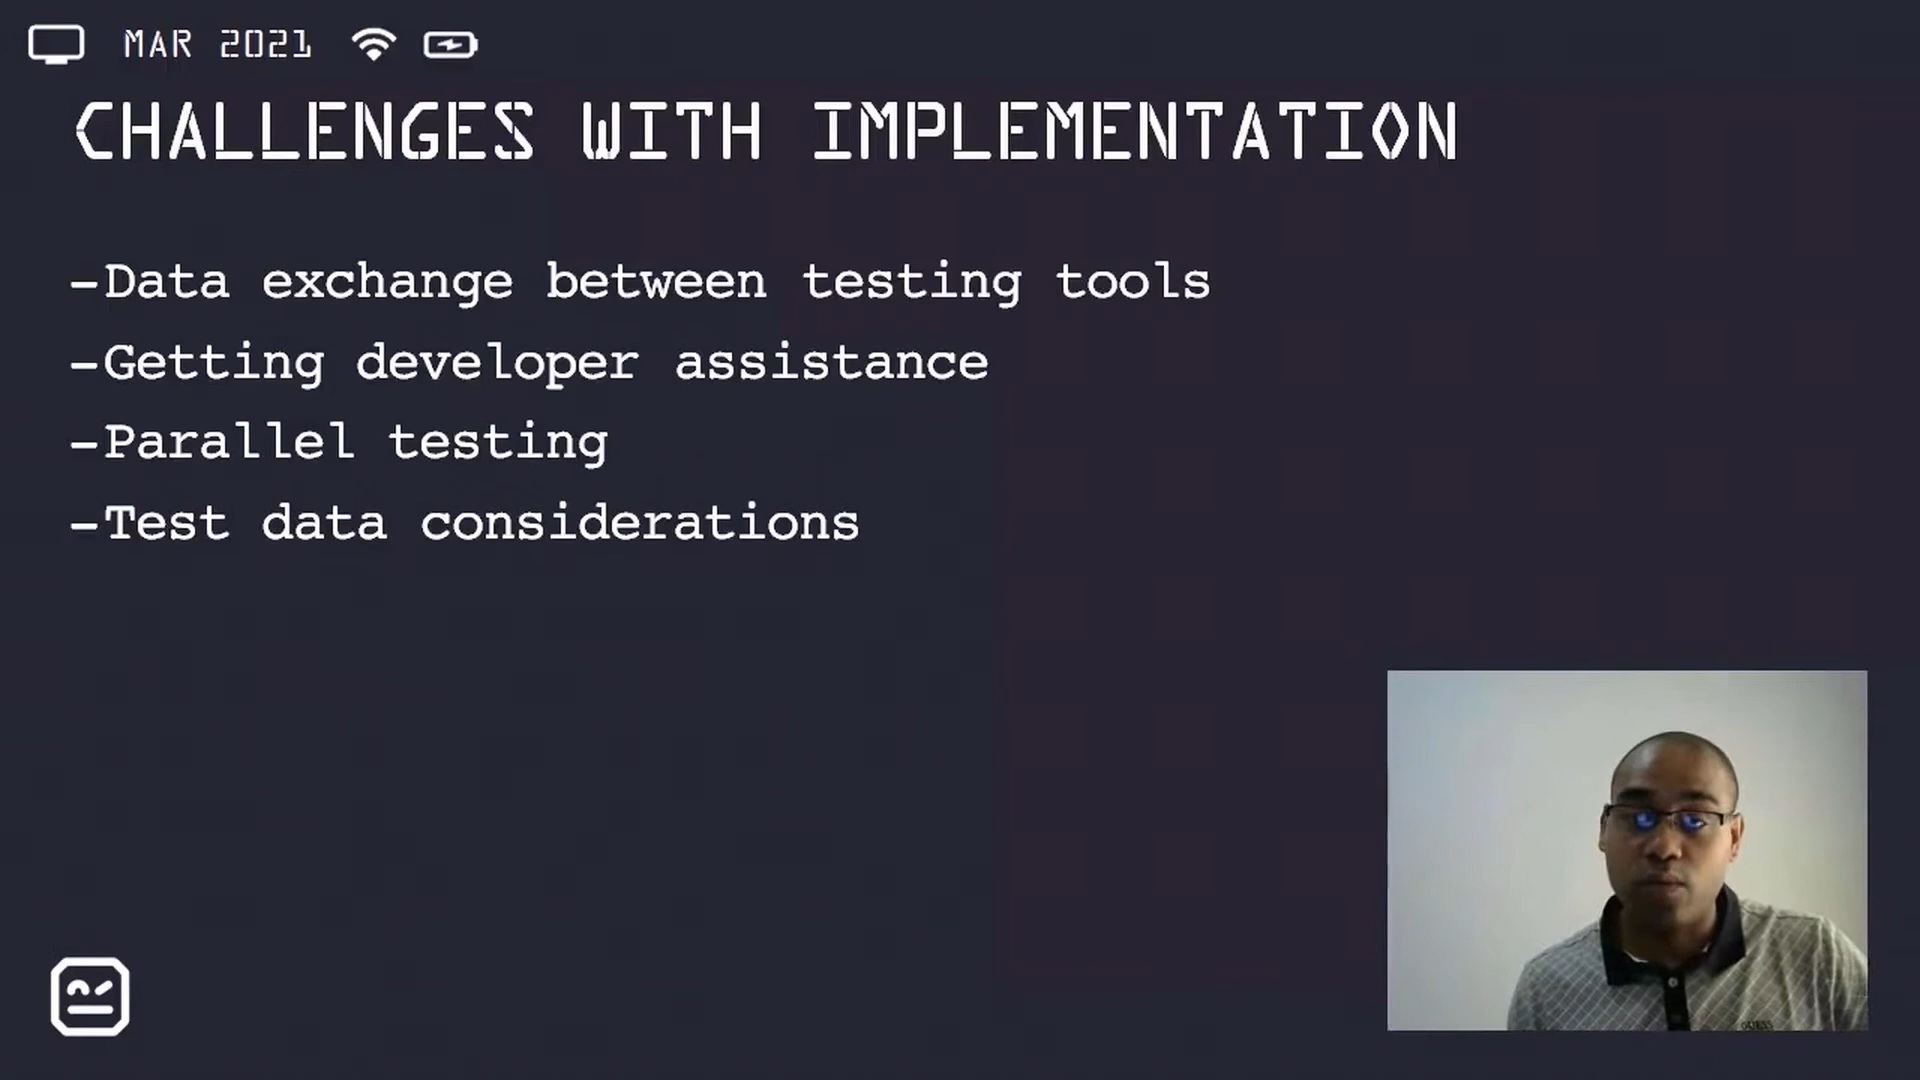 MAR 2021
CHALLENGES WITH IMPLEMENTATION
-Data exchange between testing tools
-Getting developer assistance
-Parallel testing
-Test data considerations